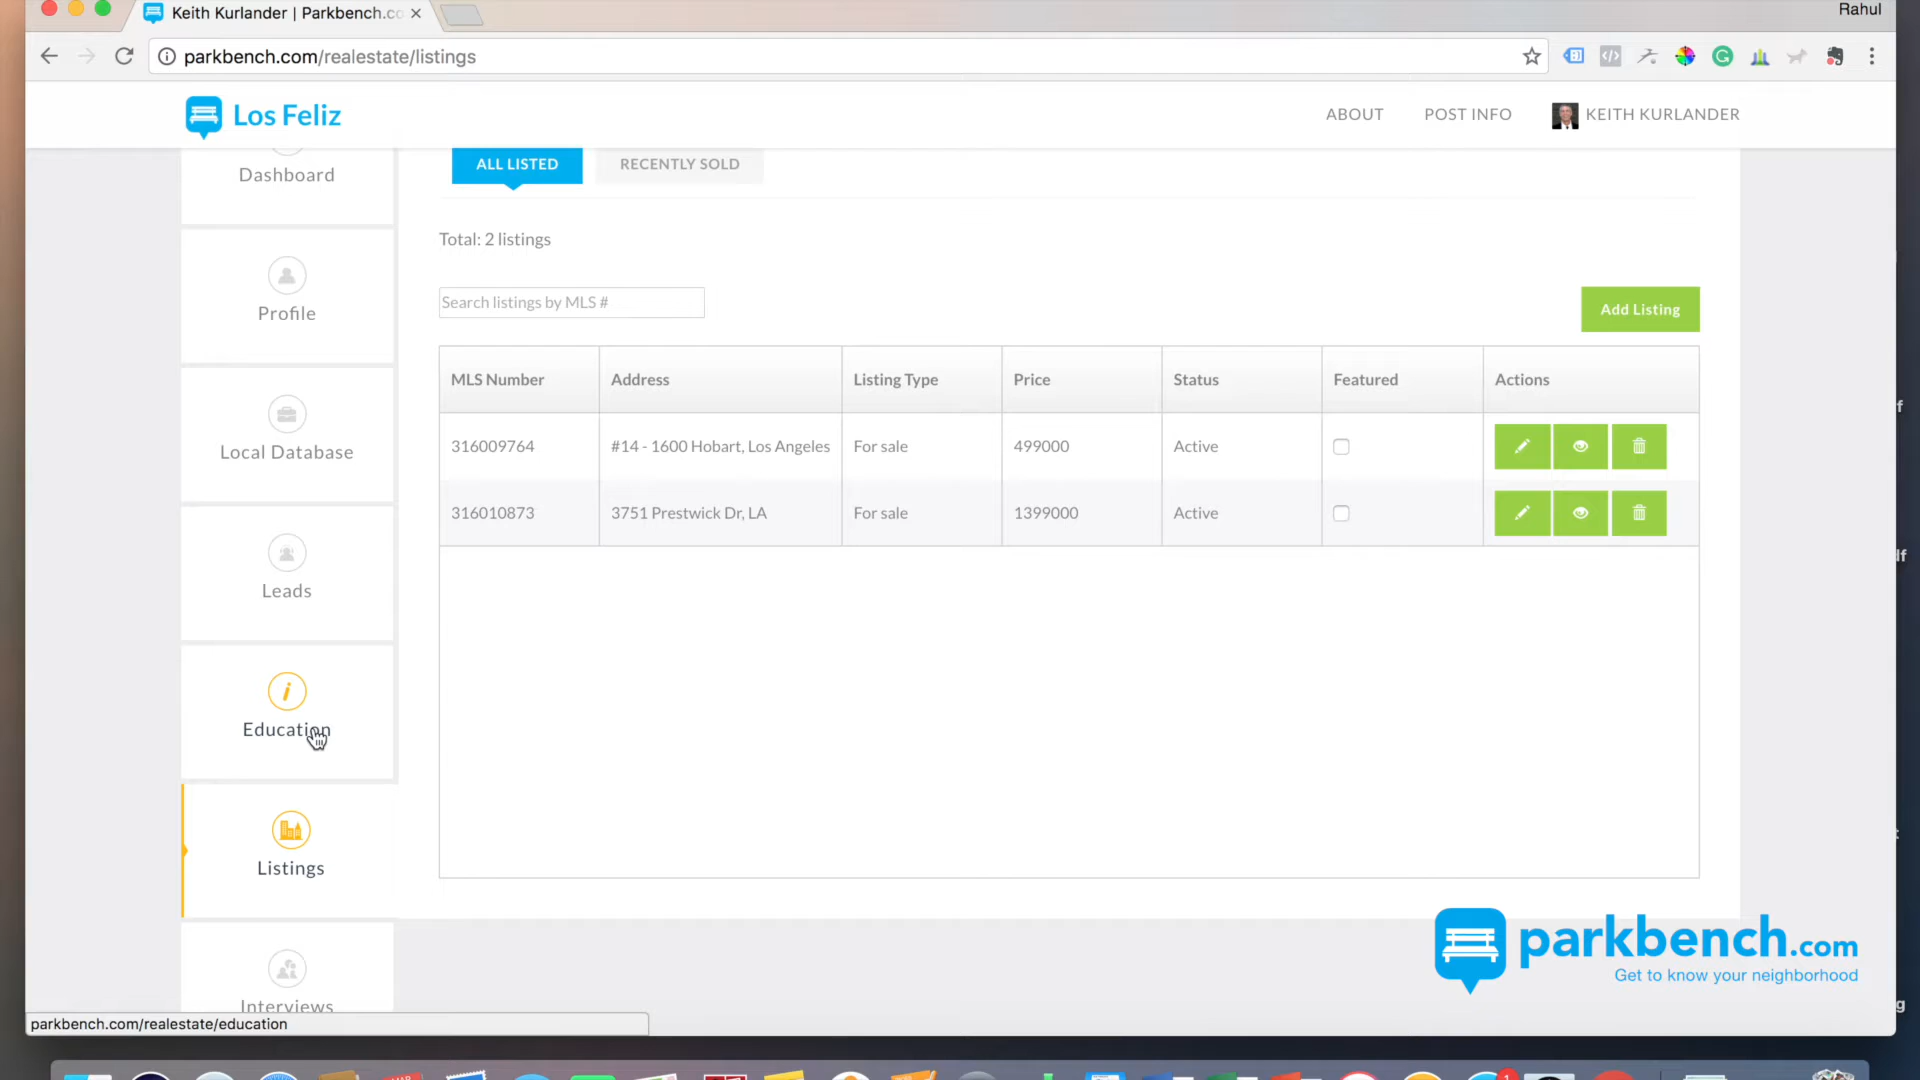 Keith Kurlander | Parkbench.co
Rahul
parkbench.com/realestate/listings
Los Feliz
ABOUT
POST INFO
KEITH KURLANDER
Dashboard
Profile
Local Database
Leads
Education
Listings
Interviews
ALL LISTED
RECENTLY SOLD
Total: 2 listings
Search listings by MLS #
Add Listing
MLS Number Address Listing Type Price Status Featured Actions
316009764 #14 - 1600 Hobart, Los Angeles For sale 499000 Active
316010873 3751 Prestwick Dr, LA For sale 1399000 Active
parkbench.com
Get to know your neighborhood
parkbench.com/realestate/education